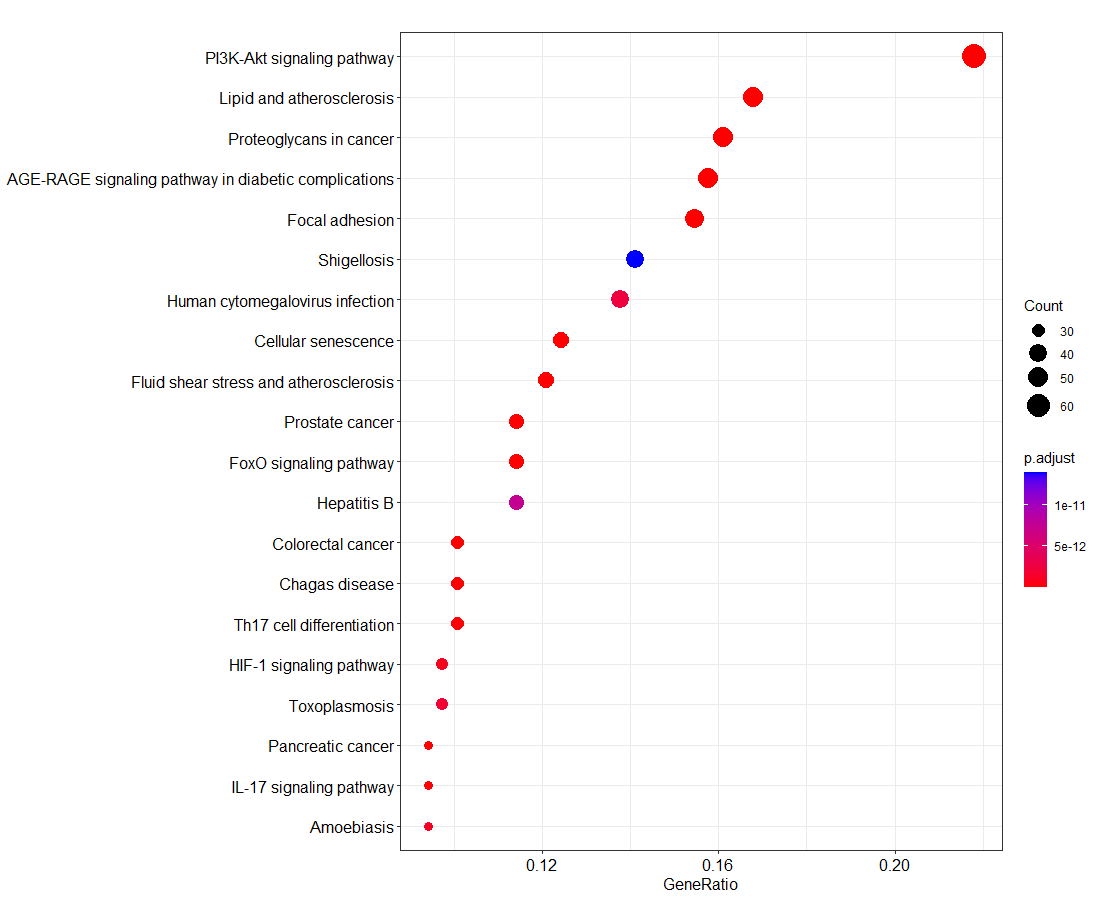 PI3K-Akt signaling pathway
Lipid and atherosclerosis
Proteoglycans in cancer
AGE-RAGE signaling pathway in diabetic complications
Focal adhesion
Shigellosis
Human cytomegalovirus infection
Cellular senescence
Fluid shear stress and atherosclerosis
Prostate cancer
FoxO signaling pathway
Hepatitis B
Colorectal cancer
Chagas disease
Th17 cell differentiation
HIF-1 signaling pathway
Toxoplasmosis
Pancreatic cancer
IL-17 signaling pathway
Amoebiasis
0.12 0.16 0.20
GeneRatio
Count
30
40
50
60
p.adjust
1e-11
5e-12